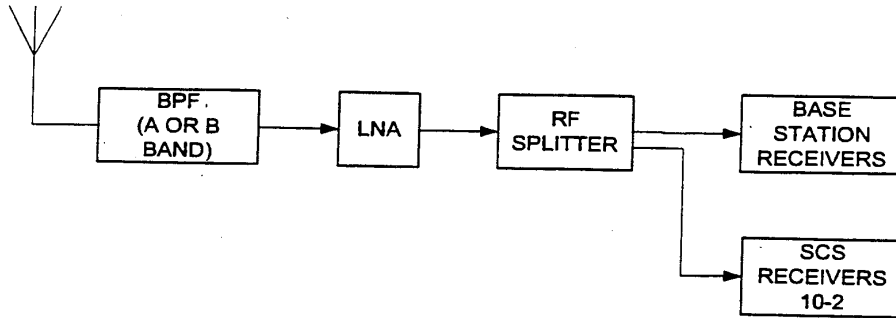 BPF
(A OR B
BAND)
LNA
RF
SPLITTER
BASE
STATION
RECEIVERS
SCS
RECEIVERS
10-2